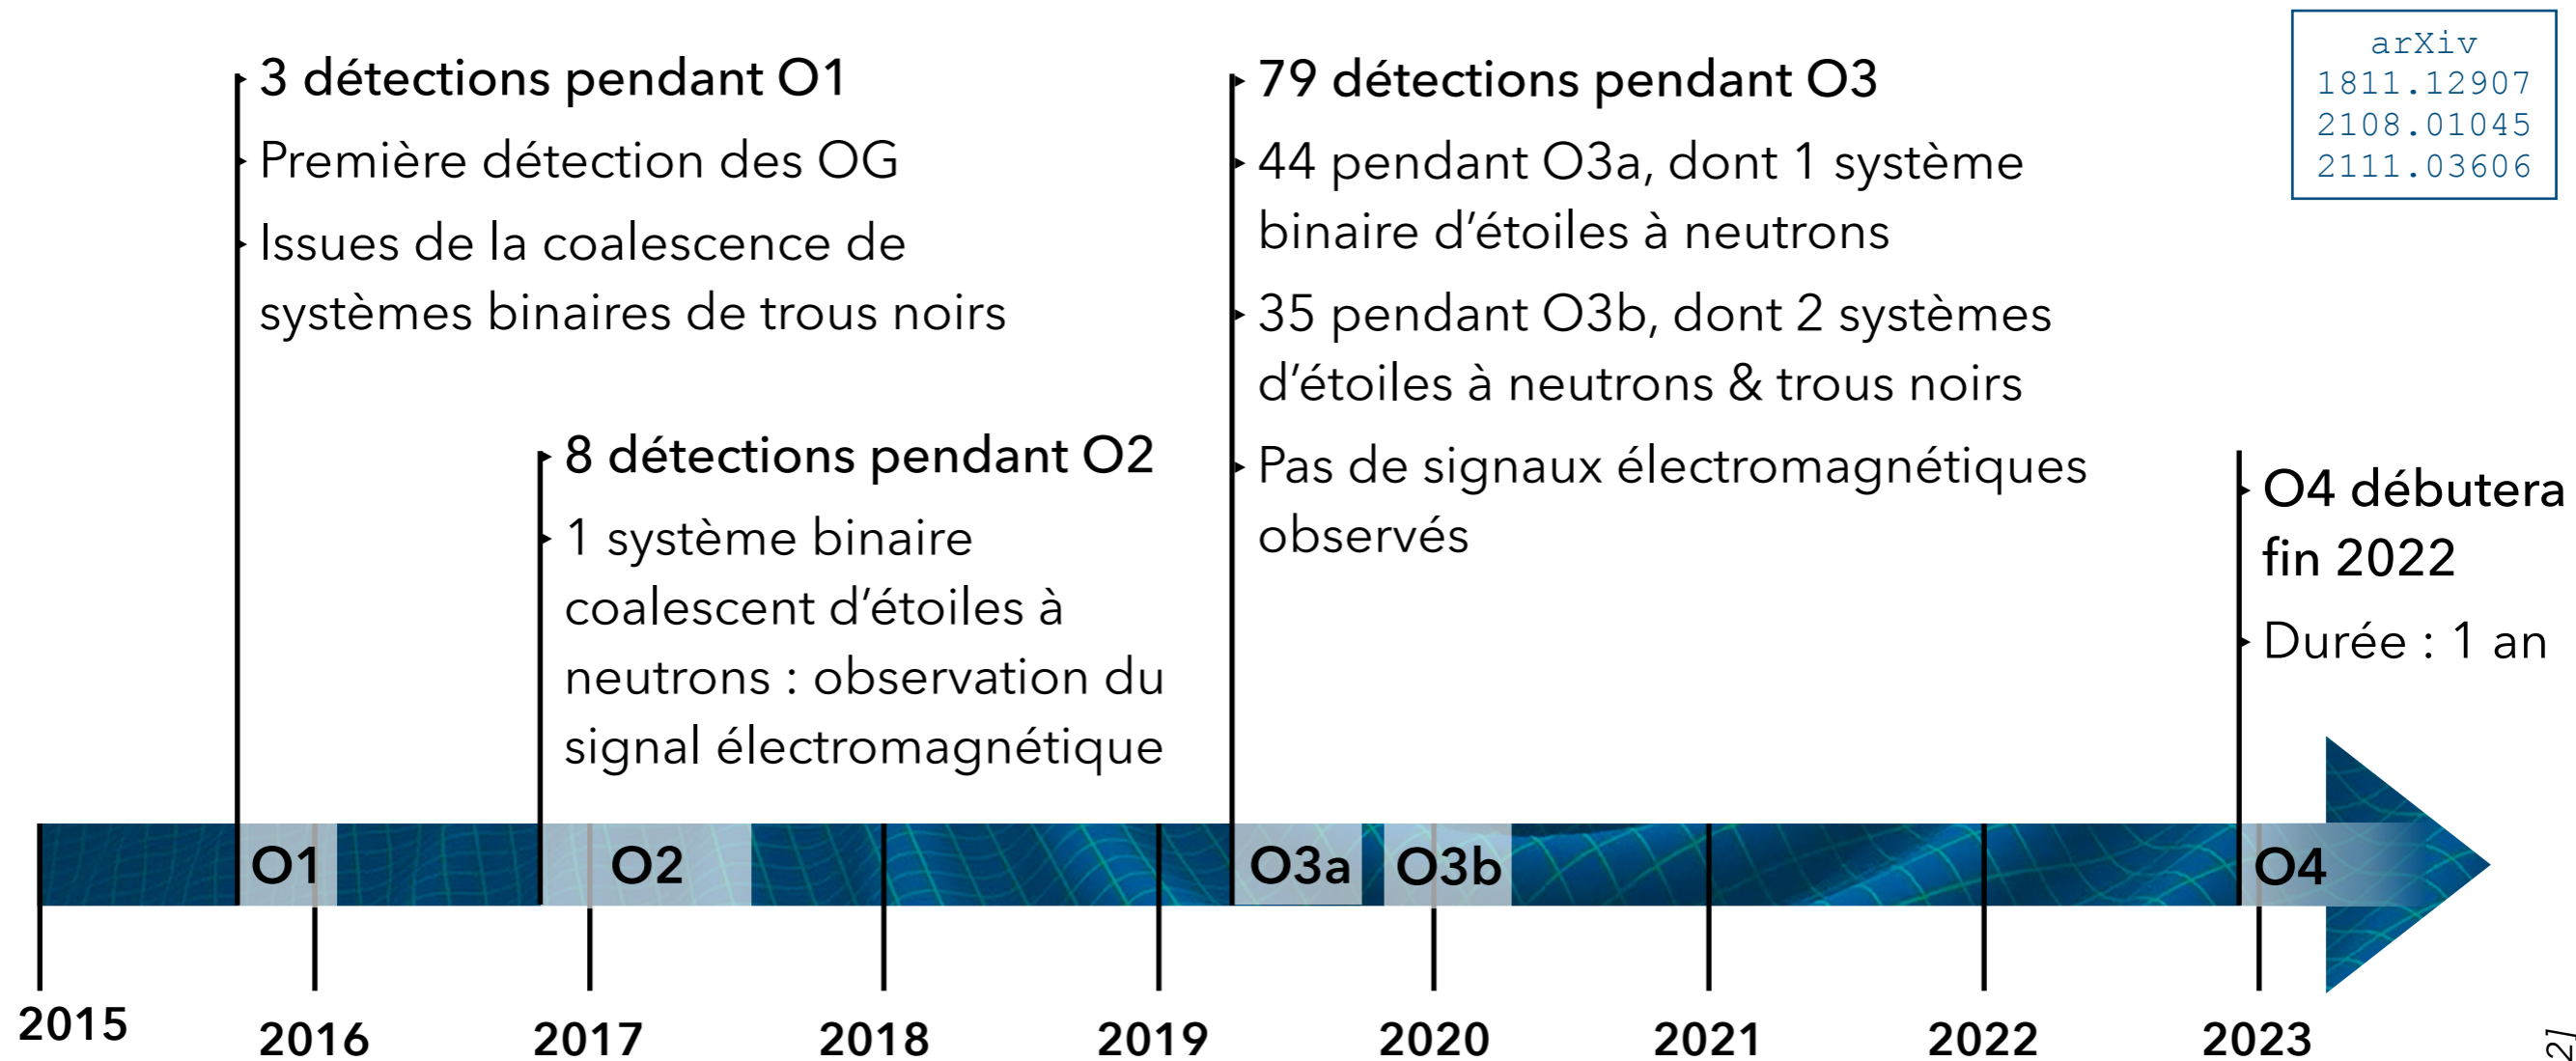 arXiv
1811.12907
2108.01045
2111.03606
3 détections pendant O1
Première détection des OG
Issues de la coalescence de
systèmes binaires de trous noirs
8 détections pendant O2
1 système binaire
coalescent d’étoiles à
neutrons : observation du
signal électromagnétique
79 détections pendant O3
44 pendant O3a, dont 1 système
binaire d’étoiles à neutrons
35 pendant O3b, dont 2 systèmes
d’étoiles à neutrons & trous noirs
Pas de signaux électromagnétiques
observés
O4 débutera
fin 2022
Durée : 1 an
O1
O2
O3a
O3b
O4
2015
2016
2017
2018
2019
2020
2021
2022
2023
2]